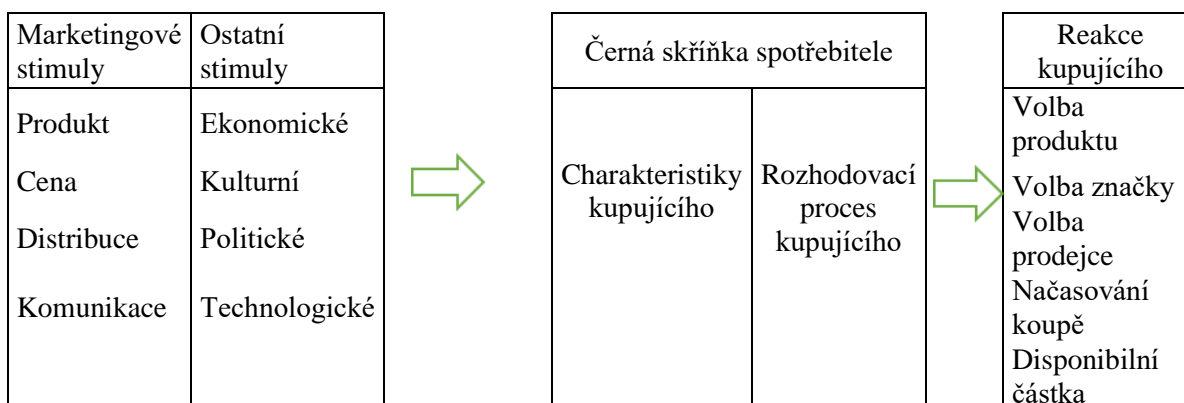 Marketingové
stimuly
Ostatní
stimuly
Produkt
Ekonomické
Cena
Kulturní
Distribuce
Politické
Komunikace
Technologické
Černá skříňka spotřebitele
Charakteristiky
kupujícího
Rozhodovací
proces
kupujícího
Reakce
kupujícího
Volba
produktu
Volba značky
Volba
prodejce
Načasování
koupě
Disponibilní
částka